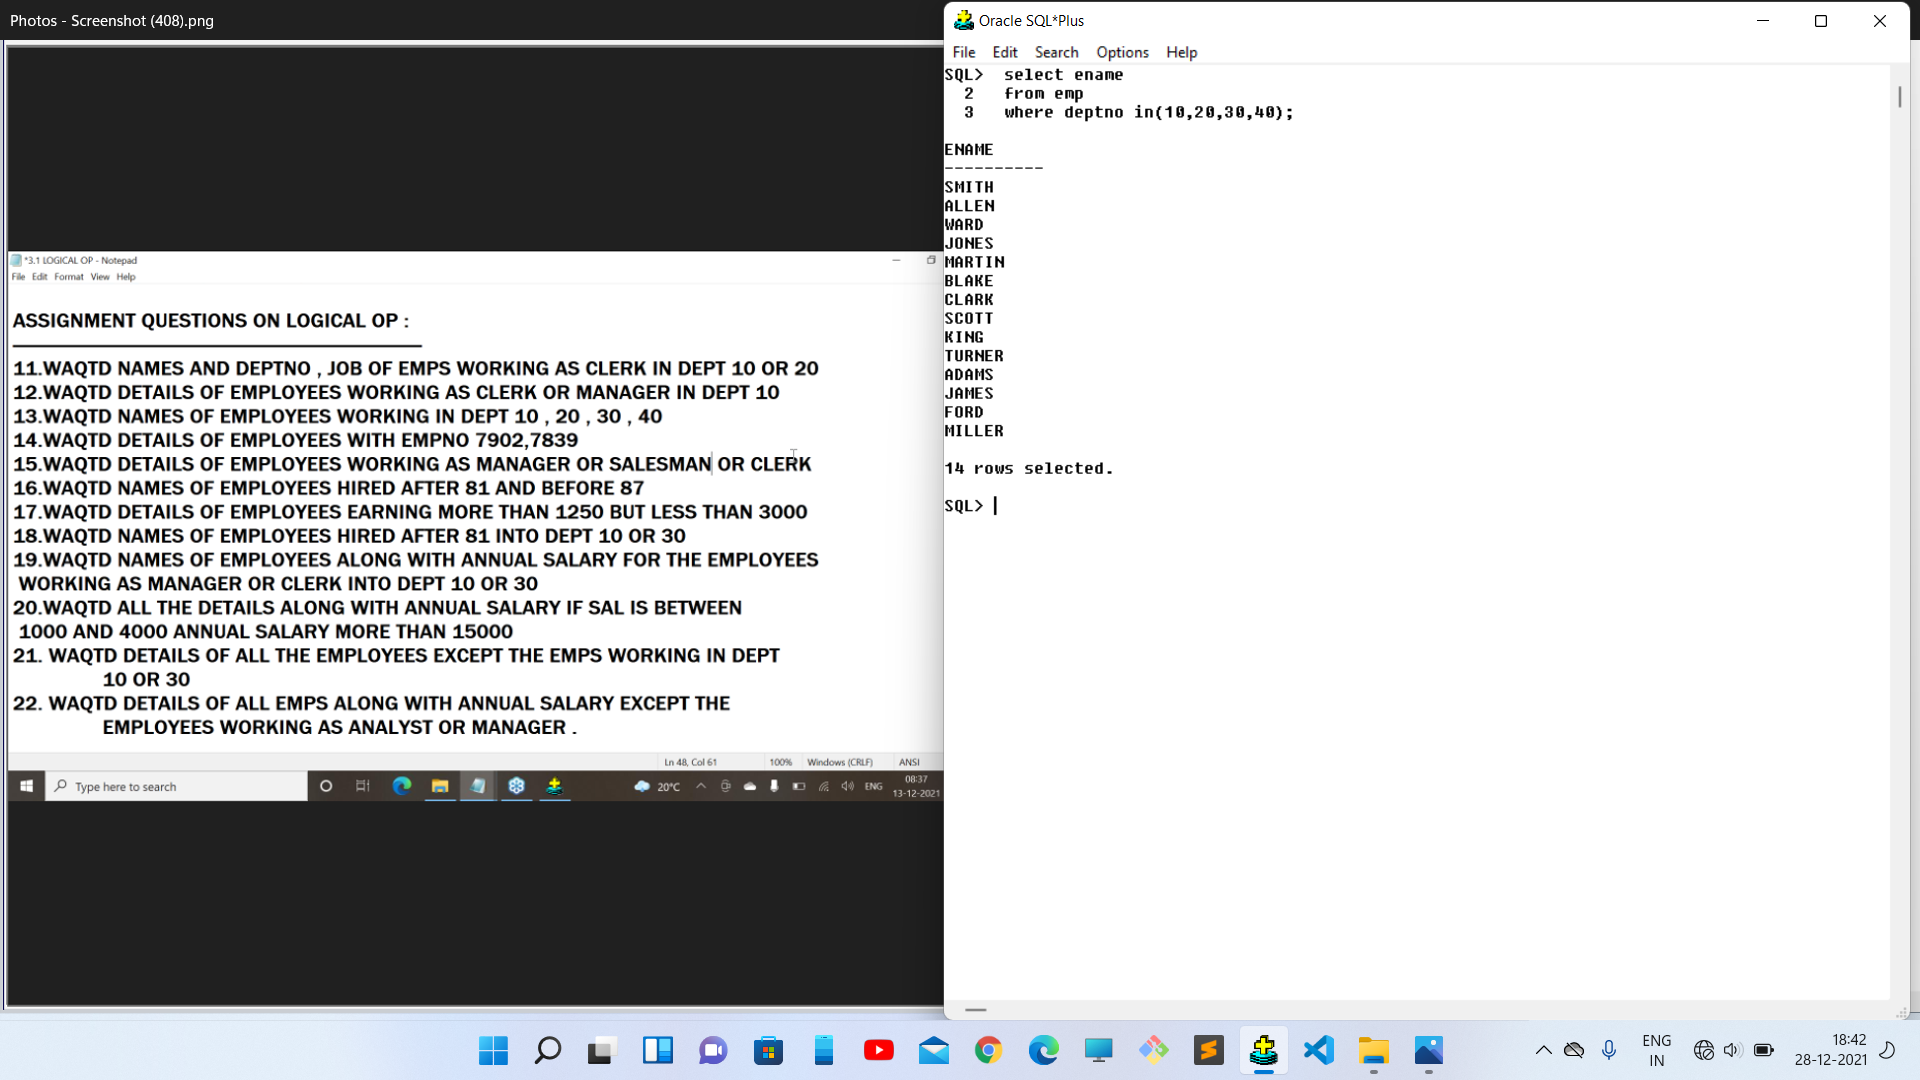 Photos - Screenshot (408).png
*3.1 LOGICAL OP - Notepad
File Edit Format View Help
ASSIGNMENT QUESTIONS ON LOGICAL OP :
11.WAQTD NAMES AND DEPTNO , JOB OF EMPS WORKING AS CLERK IN DEPT 10 OR 20
12.WAQTD DETAILS OF EMPLOYEES WORKING AS CLERK OR MANAGER IN DEPT 10
13.WAQTD NAMES OF EMPLOYEES WORKING IN DEPT 10 , 20 , 30 , 40
14.WAQTD DETAILS OF EMPLOYEES WITH EMPNO 7902,7839
15.WAQTD DETAILS OF EMPLOYEES WORKING AS MANAGER OR SALESMAN OR CLERK
16.WAQTD NAMES OF EMPLOYEES HIRED AFTER 81 AND BEFORE 87
17.WAQTD DETAILS OF EMPLOYEES EARNING MORE THAN 1250 BUT LESS THAN 3000
18.WAQTD NAMES OF EMPLOYEES HIRED AFTER 81 INTO DEPT 10 OR 30
19.WAQTD NAMES OF EMPLOYEES ALONG WITH ANNUAL SALARY FOR THE EMPLOYEES
WORKING AS MANAGER OR CLERK INTO DEPT 10 OR 30
20.WAQTD ALL THE DETAILS ALONG WITH ANNUAL SALARY IF SAL IS BETWEEN
1000 AND 4000 ANNUAL SALARY MORE THAN 15000
21. WAQTD DETAILS OF ALL THE EMPLOYEES EXCEPT THE EMPS WORKING IN DEPT
10 OR 30
22. WAQTD DETAILS OF ALL EMPS ALONG WITH ANNUAL SALARY EXCEPT THE
EMPLOYEES WORKING AS ANALYST OR MANAGER .
Ln 48, Col 61 100% Windows (CRLF) ANSI
Type here to search 20°C ENG 08:37
13-12-2021
Oracle SQL*Plus
File Edit Search Options Help
SQL> select ename
2 from emp
3 where deptno in(10,20,30,40);
ENAME
----------
SMITH
ALLEN
WARD
JONES
MARTIN
BLAKE
CLARK
SCOTT
KING
TURNER
ADAMS
JAMES
FORD
MILLER
14 rows selected.
SQL>
ENG 18:42
IN 28-12-2021